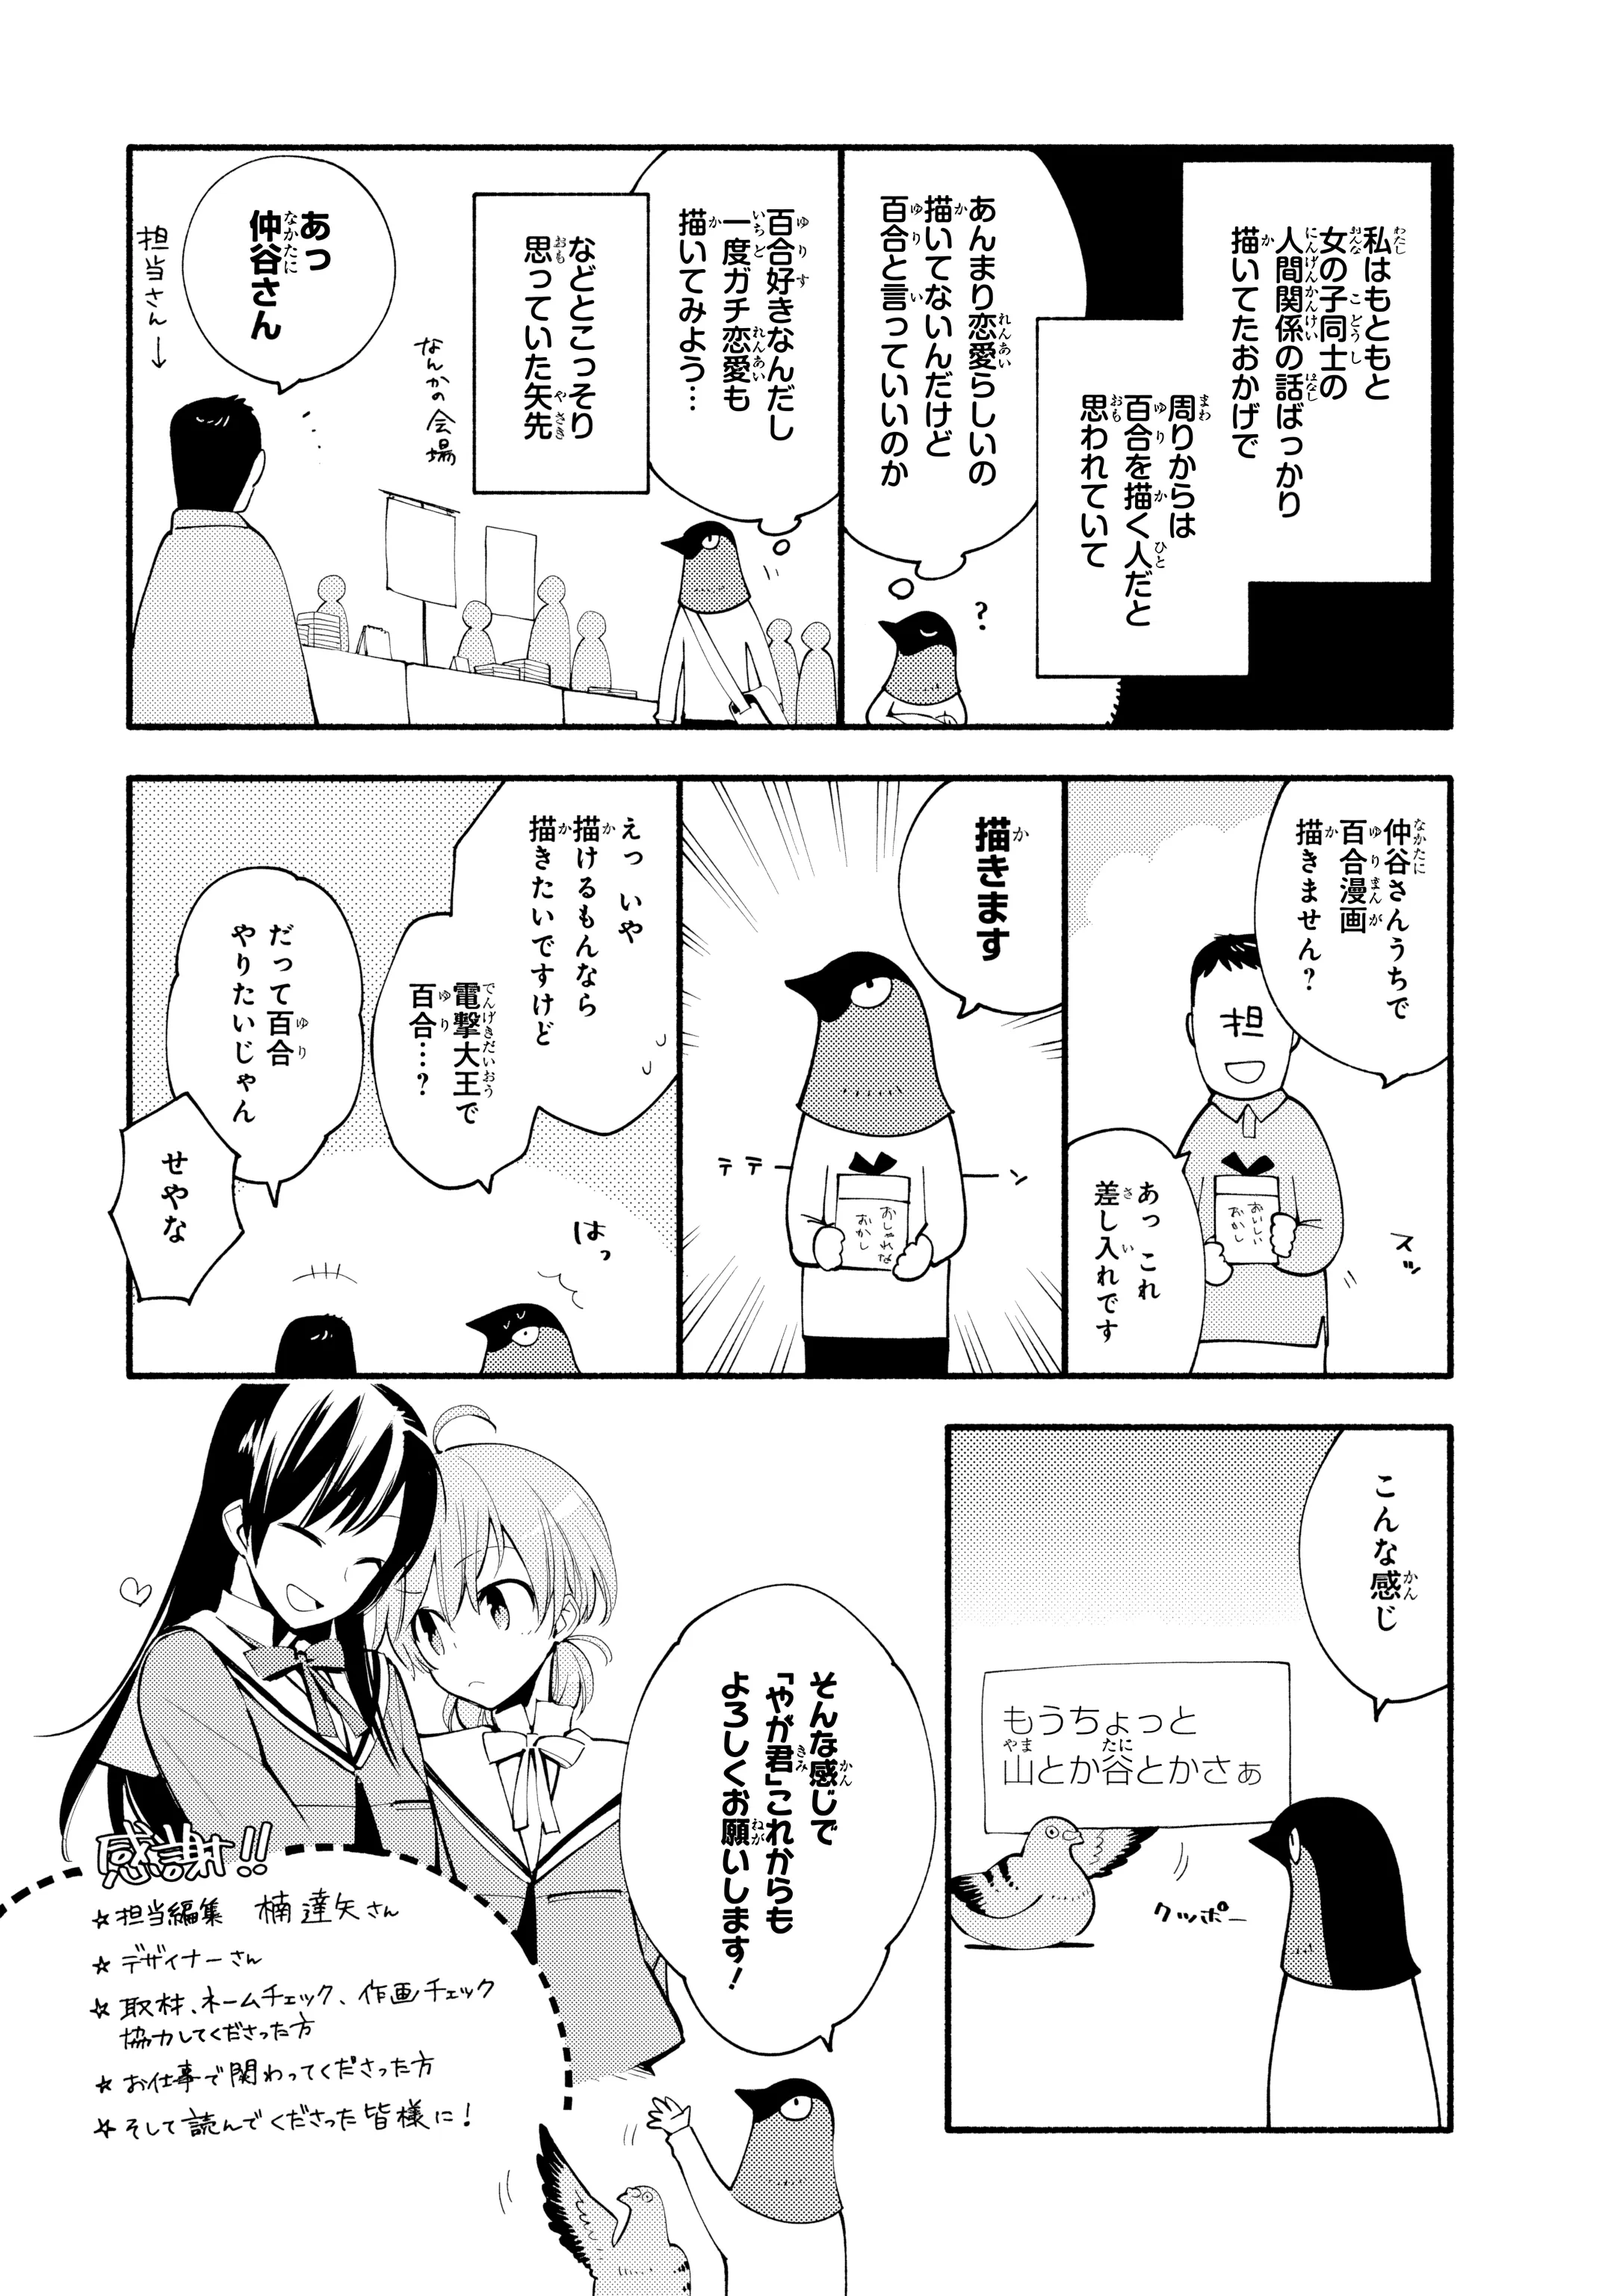 私はもともと
女の子同士の
人間関係の話ばっかり
描いてたおかげで
周りからは
百合を描く人だと
思われていて
あんまり恋愛らしいの
描いてないんだけど
百合と言っていいのか
?
百合好きなんだし
一度ガチ恋愛も
描いてみよう…
などとこっそり
思っていた矢先
なんかの会場
あっ
仲谷さん
担当さん→
仲谷さんうちで
百合漫画
描きません?
担
あっ これ
差し入れです
おいしい
おかし
スッ
描きます
おしゃれな
おかし
テテーン
えっ いや
描けるもんなら
描きたいですけど
電撃大王で
百合…?
だって百合
やりたいじゃん
せやな
はっ
こんな感じ
もうちょっと
山とか谷とかさぁ
クッポー
そんな感じで
「やが君」これからも
よろしくお願いします!
感謝!!
☆担当編集 楠達矢さん
☆デザイナーさん
☆取材、ネームチェック、作画チェック
協力してくださった方
☆お仕事で関わってくださった方
☆そして読んでくださった皆様に!